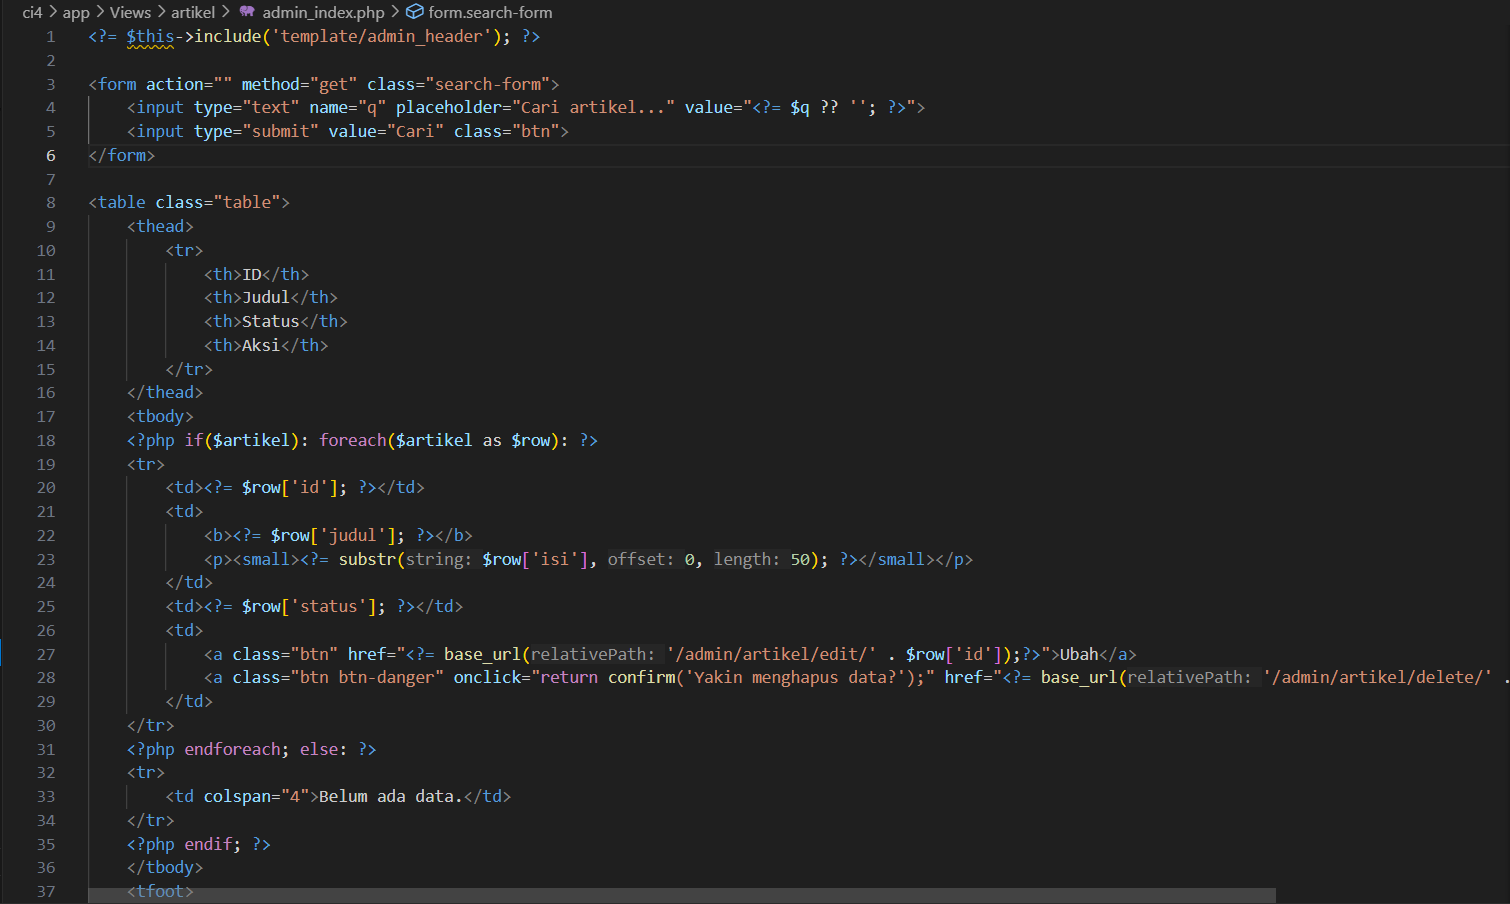 ci4 > app > Views > artikel > admin_index.php > form.search-form
1 <?= $this->include('template/admin_header'); ?>
2
3 <form action="" method="get" class="search-form">
4     <input type="text" name="q" placeholder="Cari artikel..." value="<?= $q ?? ''; ?>">
5     <input type="submit" value="Cari" class="btn">
6 </form>
7
8 <table class="table">
9     <thead>
10         <tr>
11             <th>ID</th>
12             <th>Judul</th>
13             <th>Status</th>
14             <th>Aksi</th>
15         </tr>
16     </thead>
17     <tbody>
18     <?php if($artikel): foreach($artikel as $row): ?>
19     <tr>
20         <td><?= $row['id']; ?></td>
21         <td>
22             <b><?= $row['judul']; ?></b>
23             <p><small><?= substr(string: $row['isi'], offset: 0, length: 50); ?></small></p>
24         </td>
25         <td><?= $row['status']; ?></td>
26         <td>
27             <a class="btn" href="<?= base_url(relativePath: '/admin/artikel/edit/' . $row['id']);?>">Ubah</a>
28             <a class="btn btn-danger" onclick="return confirm('Yakin menghapus data?');" href="<?= base_url(relativePath: '/admin/artikel/delete/' .
29         </td>
30     </tr>
31     <?php endforeach; else: ?>
32     <tr>
33         <td colspan="4">Belum ada data.</td>
34     </tr>
35     <?php endif; ?>
36     </tbody>
37     <tfoot>